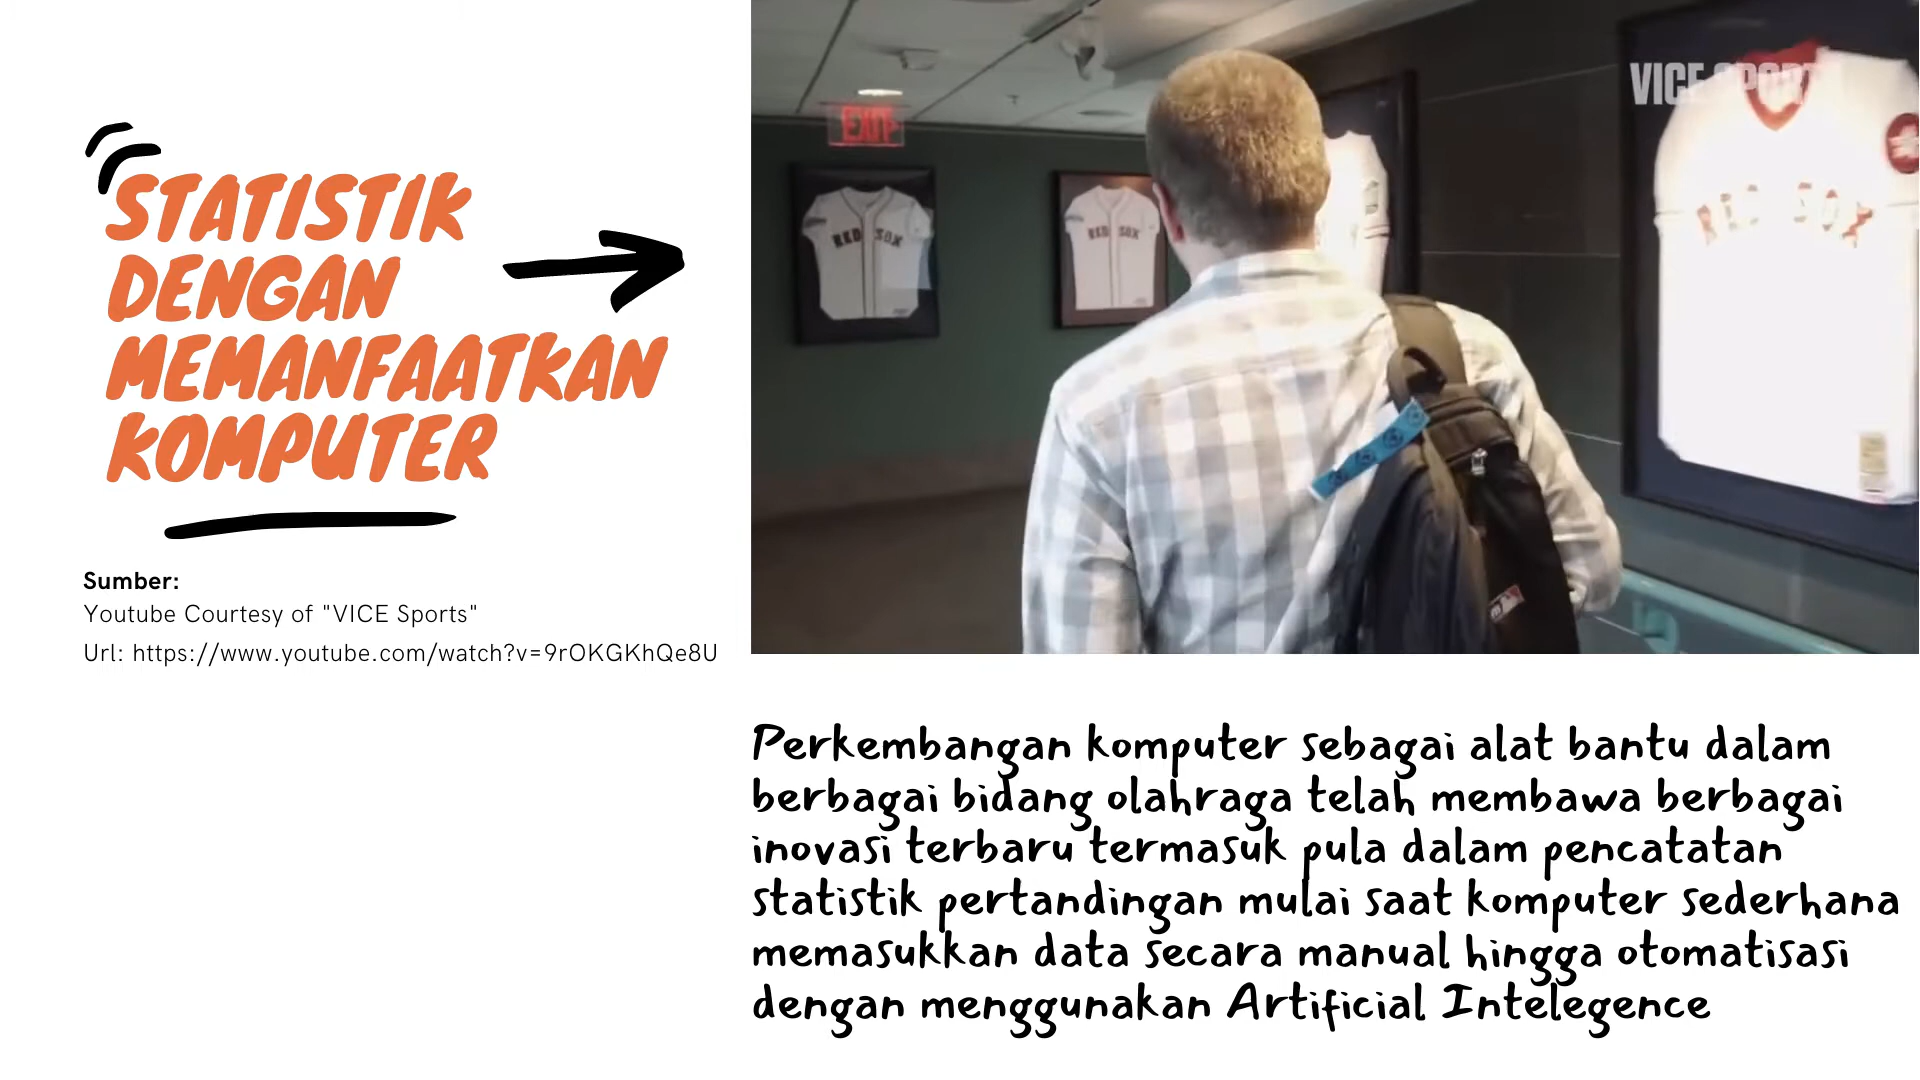 STATISTIK
DENGAN
MEMANFAATKAN
KOMPUTER
Sumber:
Youtube Courtesy of "VICE Sports"
Url: https://www.youtube.com/watch?v=9rOKGKhQe8U
VICE SPORTS
EXIT
RED SOX
RED SOX
RED SOX
Perkembangan komputer sebagai alat bantu dalam
berbagai bidang olahraga telah membawa berbagai
inovasi terbaru termasuk pula dalam pencatatan
statistik pertandingan mulai saat komputer sederhana
memasukkan data secara manual hingga otomatisasi
dengan menggunakan Artificial Intelegence